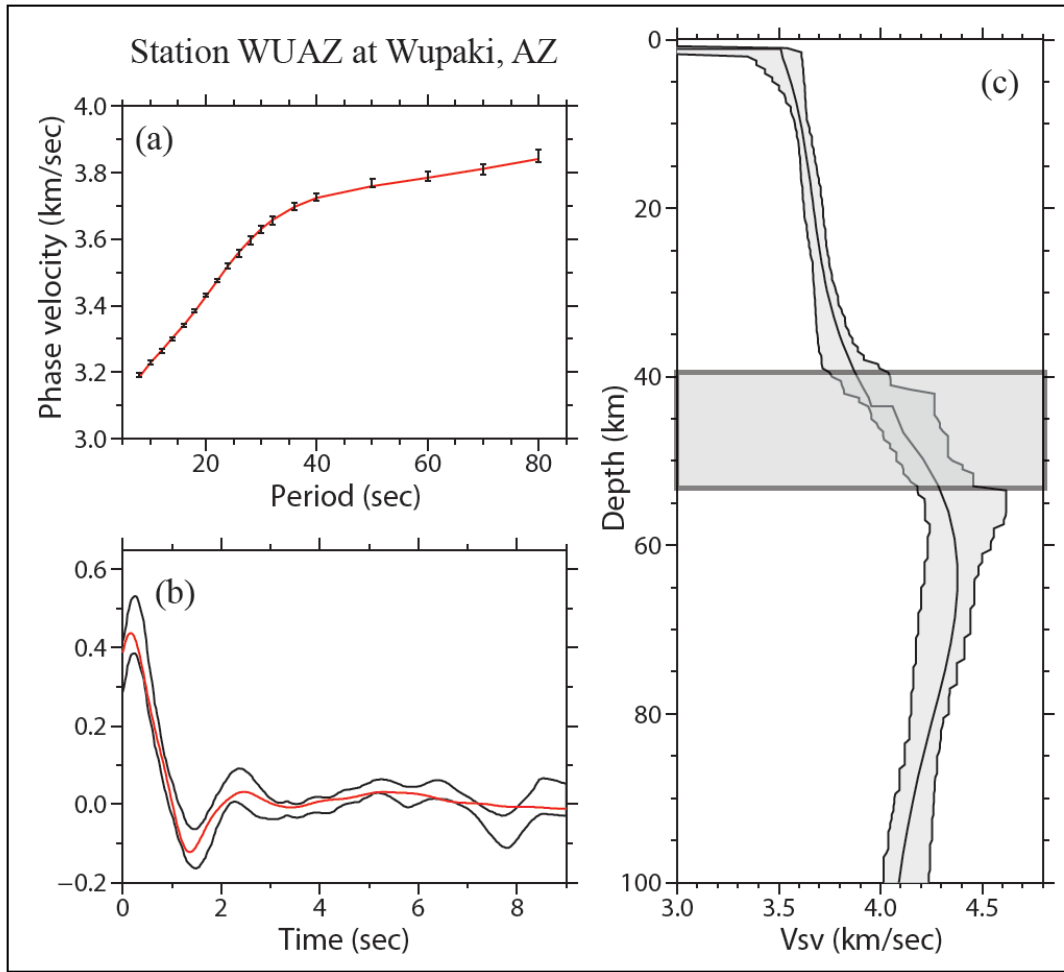 Station WUAZ at Wupaki, AZ
(a)
4.0
3.8
3.6
3.4
3.2
3.0
Phase velocity (km/sec)
20 40 60 80
Period (sec)
(b)
0.6
0.4
0.2
0.0
−0.2
0 2 4 6 8
Time (sec)
(c)
0
20
40
60
80
100
Depth (km)
3.0 3.5 4.0 4.5
Vsv (km/sec)